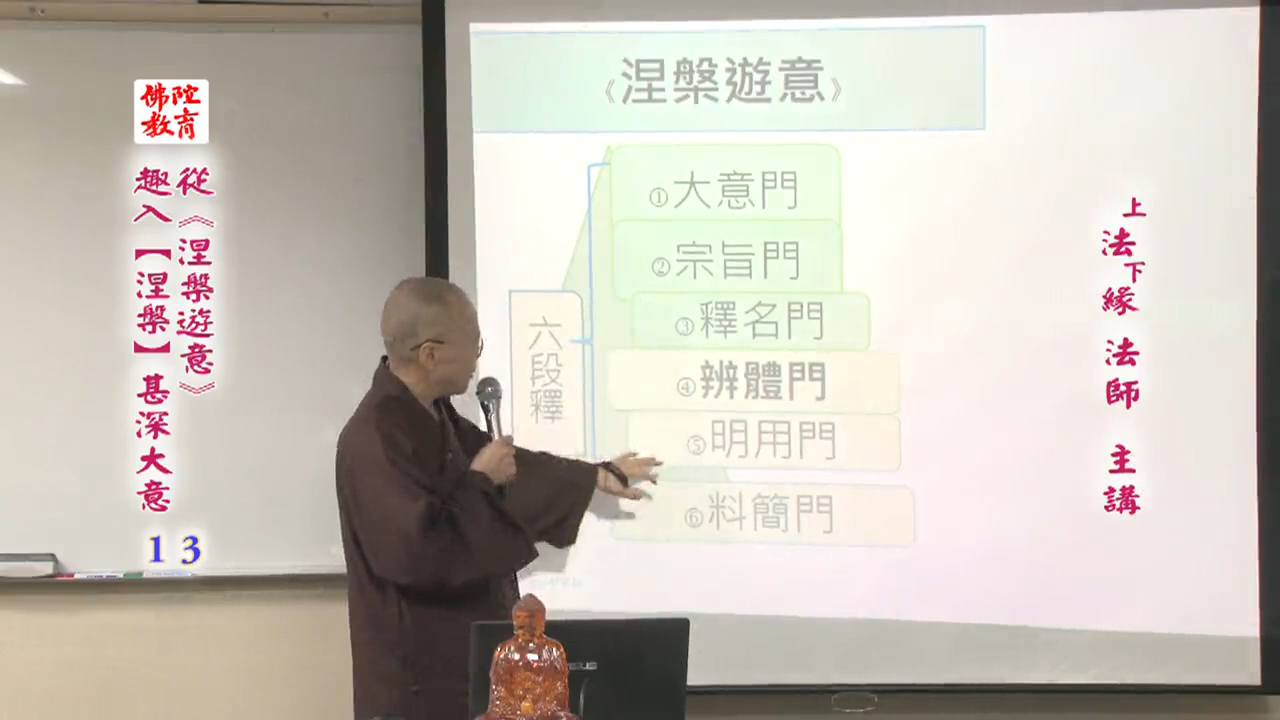 佛陀
教育
從《涅槃遊意》
趣入【涅槃】甚深大意
13
《涅槃遊意》
六段釋
①大意門
②宗旨門
③釋名門
④辨體門
⑤明用門
⑥料簡門
上法下緣法師 主講